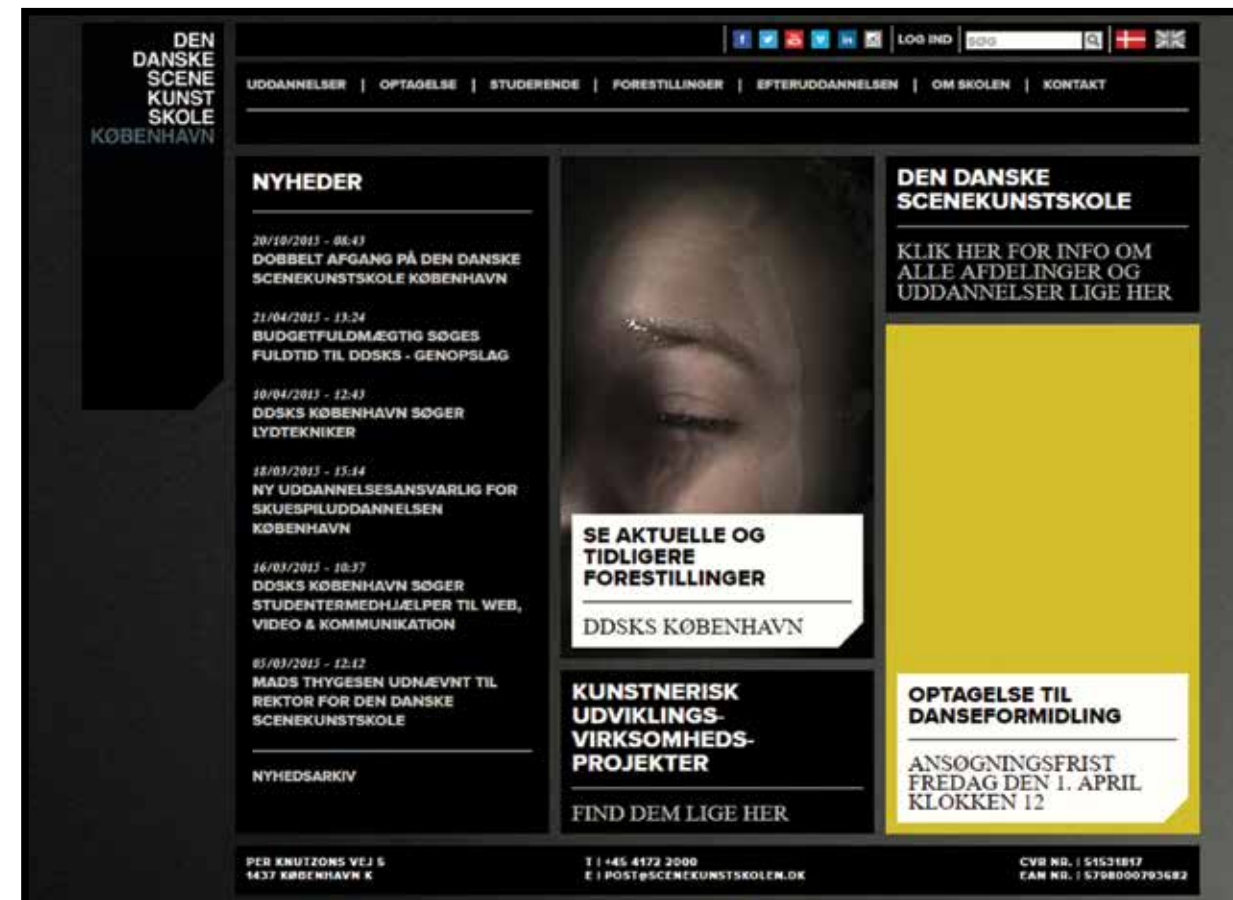 DEN
DANSKE
SCENE
KUNST
SKOLE
KØBENHAVN
LOG IND
SØG
UDDANNELSER | OPTAGELSE | STUDERENDE | FORESTILLINGER | EFTERUDDANNELSEN | OM SKOLEN | KONTAKT
NYHEDER
20/10/2015 - 08:43
DOBBELT AFGANG PÅ DEN DANSKE
SCENEKUNSTSKOLE KØBENHAVN
21/04/2015 - 13:24
BUDGETFULDMÆGTIG SØGES
FULDTID TIL DDSKS - GENOPSLAG
10/04/2015 - 12:43
DDSKS KØBENHAVN SØGER
LYDTEKNIKER
18/03/2015 - 15:14
NY UDDANNELSESANSVARLIG FOR
SKUESPILUDDANNELSEN
KØBENHAVN
16/03/2015 - 10:37
DDSKS KØBENHAVN SØGER
STUDENTERMEDHJÆLPER TIL WEB,
VIDEO & KOMMUNIKATION
05/03/2015 - 12:12
MADS THYGESEN UDNÆVNT TIL
REKTOR FOR DEN DANSKE
SCENEKUNSTSKOLE
NYHEDSARKIV
SE AKTUELLE OG
TIDLIGERE
FORESTILLINGER
DDSKS KØBENHAVN
KUNSTNERISK
UDVIKLINGS-
VIRKSOMHEDS-
PROJEKTER
FIND DEM LIGE HER
DEN DANSKE
SCENEKUNSTSKOLE
KLIK HER FOR INFO OM
ALLE AFDELINGER OG
UDDANNELSER LIGE HER
OPTAGELSE TIL
DANSEFORMIDLING
ANSØGNINGSFRIST
FREDAG DEN 1. APRIL
KLOKKEN 12
PER KNUTZONS VEJ 5
1437 KØBENHAVN K
T | +45 4172 2000
E | POST@SCENEKUNSTSKOLEN.DK
CVR NR. | 51531817
EAN NR. | 5798000793682